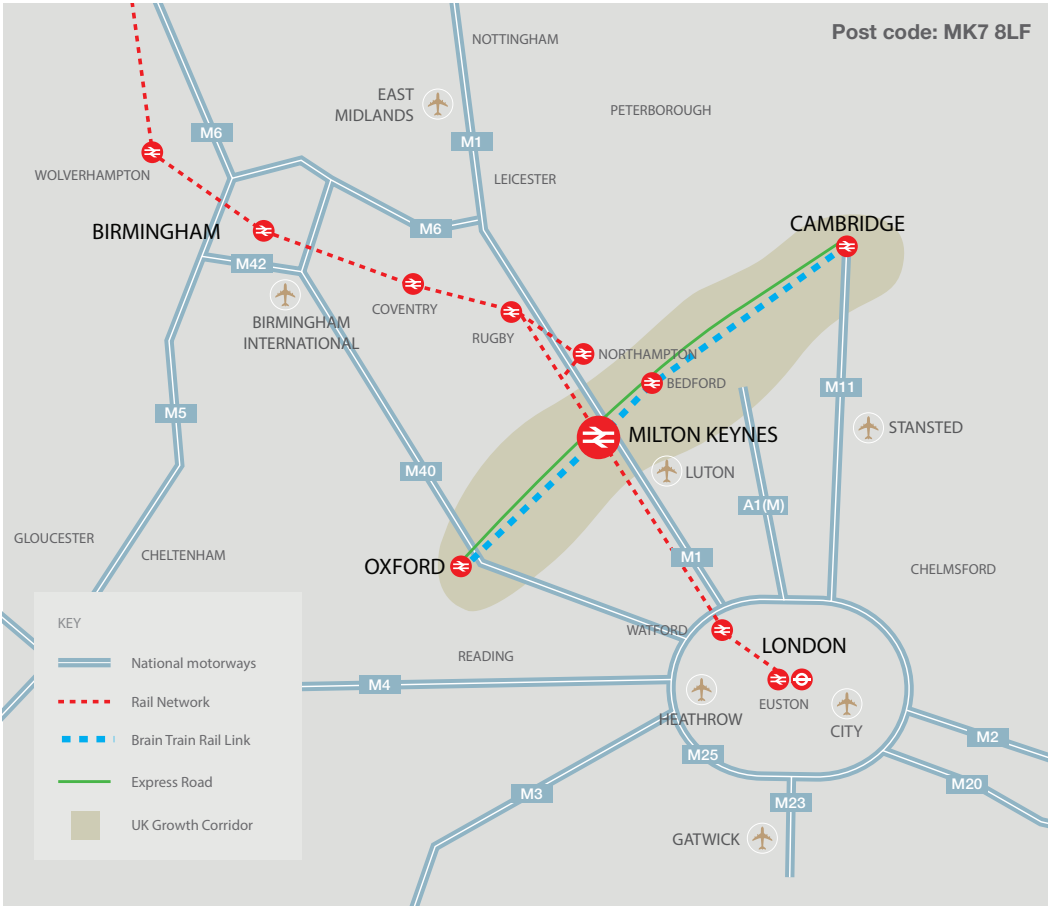 Post code: MK7 8LF
NOTTINGHAM
EAST
MIDLANDS
PETERBOROUGH
M6
M1
WOLVERHAMPTON
LEICESTER
BIRMINGHAM
M6
CAMBRIDGE
M42
BIRMINGHAM
INTERNATIONAL
COVENTRY
RUGBY
NORTHAMPTON
BEDFORD
M11
M5
STANSTED
MILTON KEYNES
M40
LUTON
A1(M)
GLOUCESTER
CHELTENHAM
OXFORD
M1
CHELMSFORD
WATFORD
LONDON
READING
M4
EUSTON
HEATHROW
CITY
M25
M2
M3
M20
M23
GATWICK
KEY
National motorways
Rail Network
Brain Train Rail Link
Express Road
UK Growth Corridor